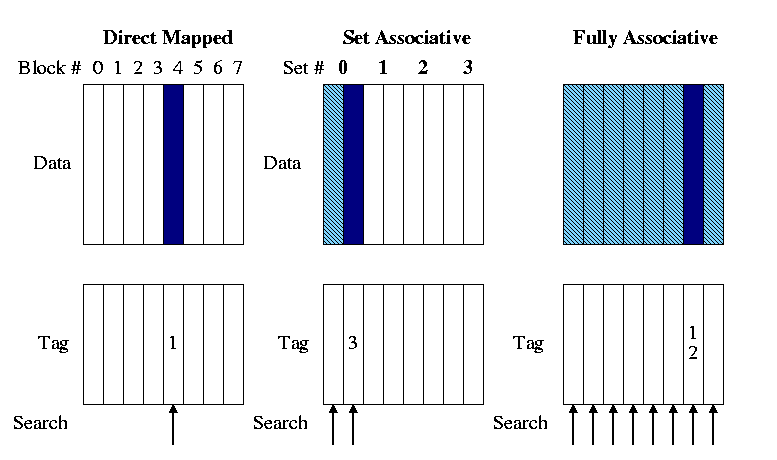 Direct Mapped
Set Associative
Fully Associative
Block # 0 1 2 3 4 5 6 7
Set # 0 1 2 3
Data
Data
Tag
1
Tag
3
Tag
1
2
Search
Search
Search